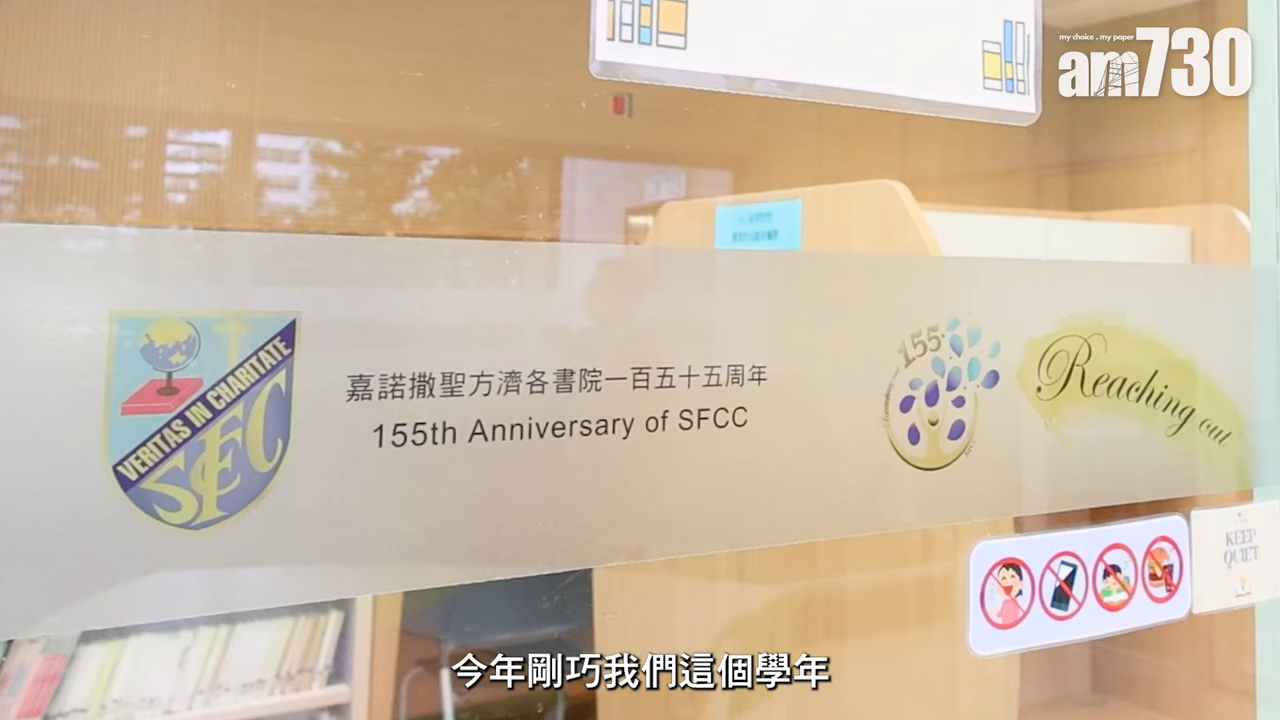 my choice . my paper
am730
嘉諾撒聖方濟各書院一百五十五周年
155th Anniversary of SFCC
VERITAS IN CHARITATE
SFC
155
Reaching out
KEEP
QUIET
今年剛巧我們這個學年